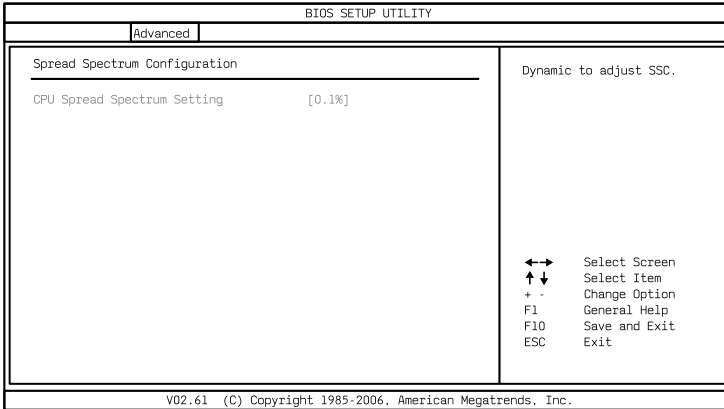 BIOS SETUP UTILITY
Advanced
Spread Spectrum Configuration
CPU Spread Spectrum Setting [0.1%]
Dynamic to adjust SSC.
←→ Select Screen
↑↓ Select Item
+ - Change Option
F1 General Help
F10 Save and Exit
ESC Exit
V02.61 (C) Copyright 1985-2006, American Megatrends, Inc.